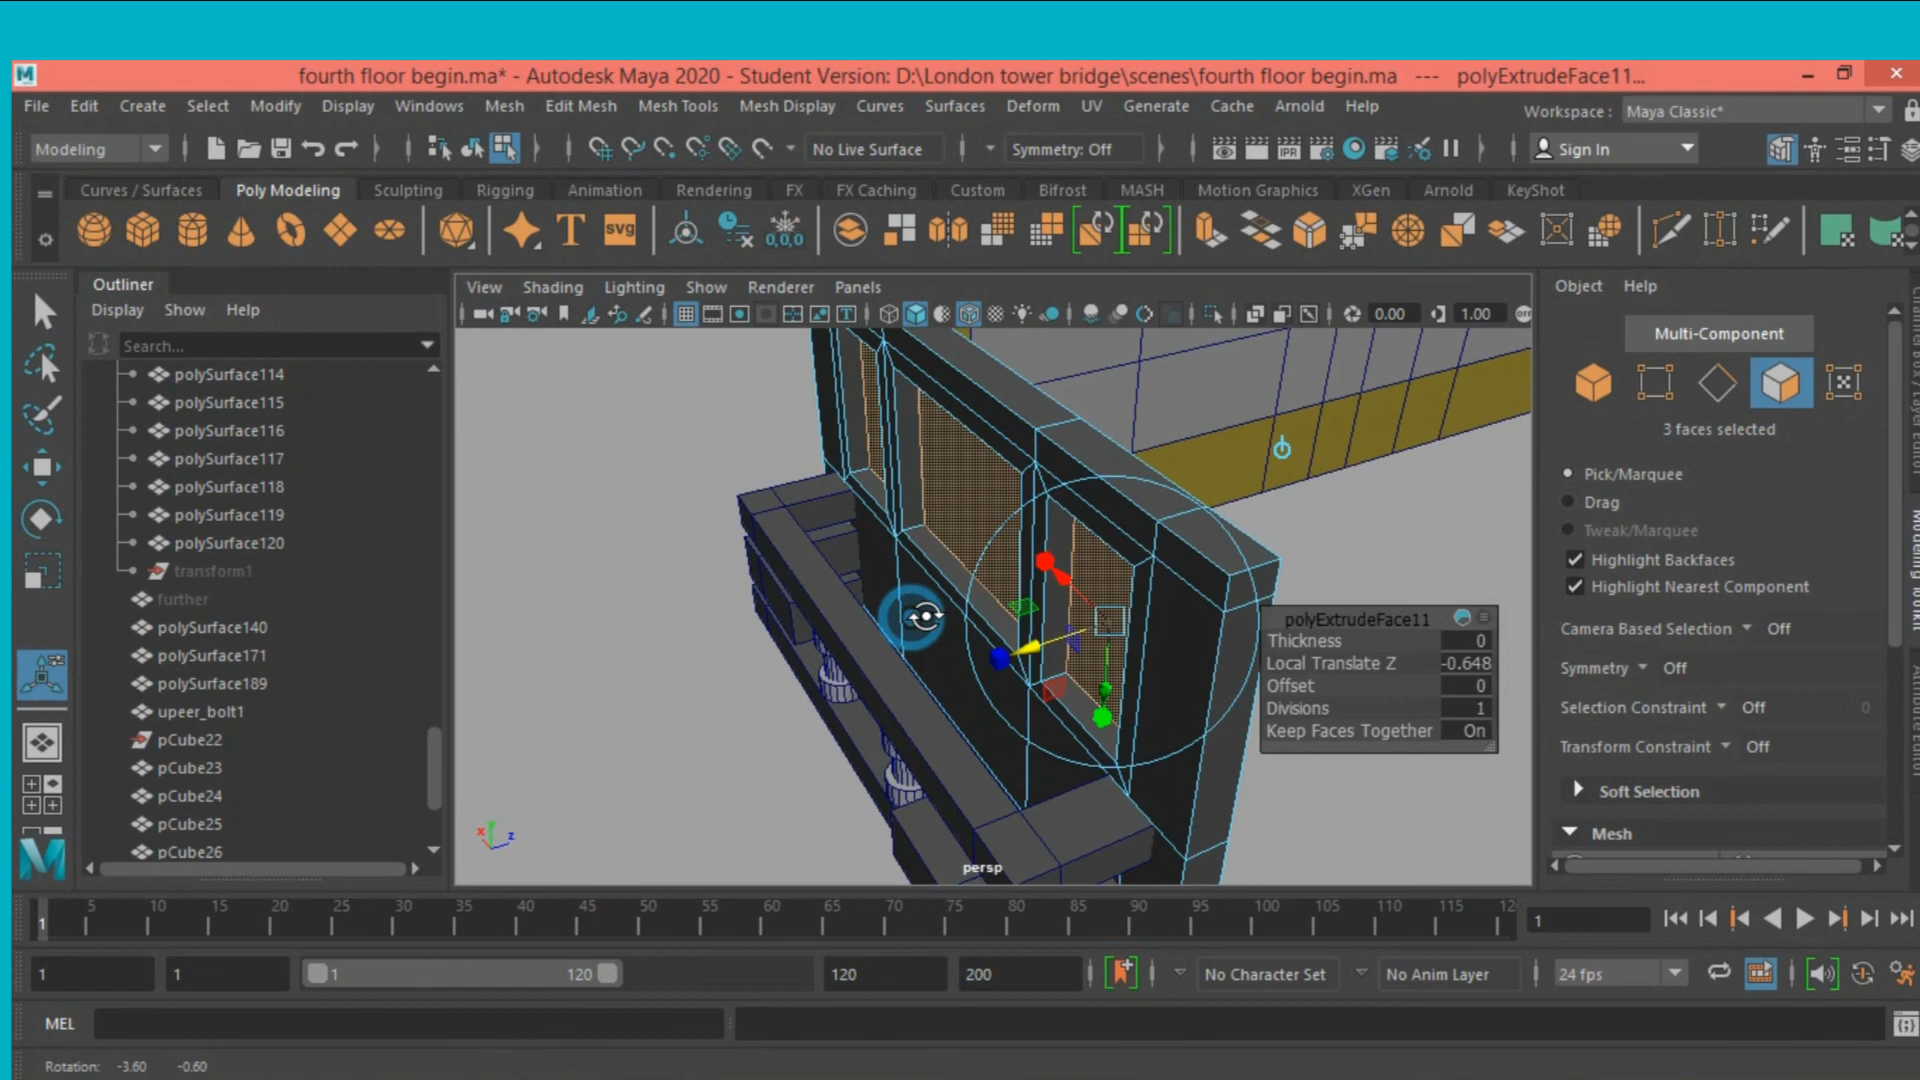 fourth floor begin.ma* - Autodesk Maya 2020 - Student Version: D:\London tower bridge\scenes\fourth floor begin.ma --- polyExtrudeFace11...
File Edit Create Select Modify Display Windows Mesh Edit Mesh Mesh Tools Mesh Display Curves Surfaces Deform UV Generate Cache Arnold Help
Workspace : Maya Classic*
Modeling No Live Surface Symmetry: Off IPR Sign In
Curves / Surfaces Poly Modeling Sculpting Rigging Animation Rendering FX FX Caching Custom Bifrost MASH Motion Graphics XGen Arnold KeyShot
T svg 0,0,0
Outliner
Display Show Help
Search...
polySurface114
polySurface115
polySurface116
polySurface117
polySurface118
polySurface119
polySurface120
transform1
further
polySurface140
polySurface171
polySurface189
upeer_bolt1
pCube22
pCube23
pCube24
pCube25
pCube26
View Shading Lighting Show Renderer Panels
0.00 1.00
polyExtrudeFace11
Thickness 0
Local Translate Z -0.648
Offset 0
Divisions 1
Keep Faces Together On
x y z
persp
Object Help
Multi-Component
3 faces selected
Pick/Marquee
Drag
Tweak/Marquee
Highlight Backfaces
Highlight Nearest Component
Camera Based Selection Off
Symmetry Off
Selection Constraint Off 0
Transform Constraint Off
Soft Selection
Mesh
1 5 10 15 20 25 30 35 40 45 50 55 60 65 70 75 80 85 90 95 100 105 110 115 12
1
1 1 1 120 120 200 No Character Set No Anim Layer 24 fps
MEL
Rotation: -3.60 -0.60